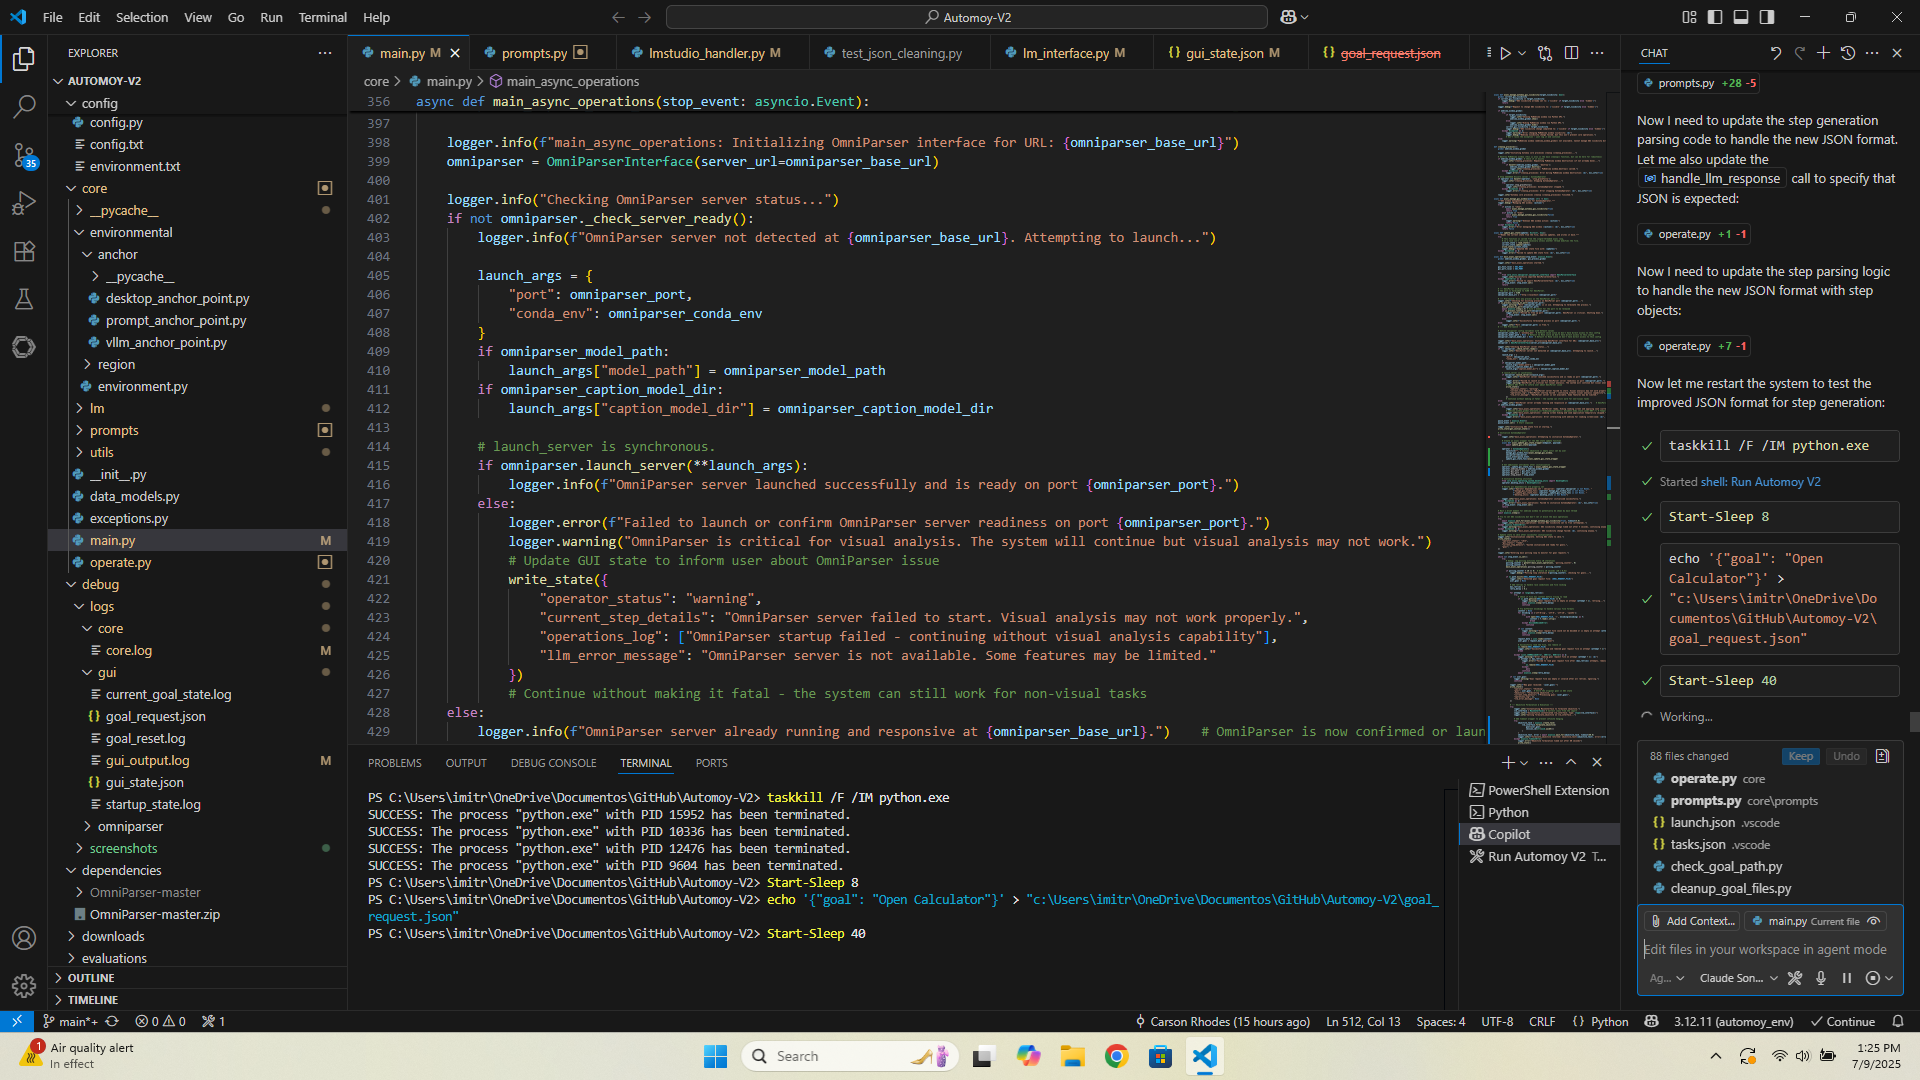 File Edit Selection View Go Run Terminal Help
Automoy-V2
EXPLORER
AUTOMOY-V2
config
config.py
config.txt
environment.txt
core
__pycache__
environmental
anchor
__pycache__
desktop_anchor_point.py
prompt_anchor_point.py
vllm_anchor_point.py
region
environment.py
lm
prompts
utils
__init__.py
data_models.py
exceptions.py
main.py M
operate.py
debug
logs
core
core.log M
gui
current_goal_state.log
goal_request.json
goal_reset.log
gui_output.log M
gui_state.json
startup_state.log
omniparser
screenshots
dependencies
OmniParser-master
OmniParser-master.zip
downloads
evaluations
OUTLINE
TIMELINE
35
main.py M prompts.py lmstudio_handler.py M test_json_cleaning.py lm_interface.py M gui_state.json M goal_request.json
core > main.py > main_async_operations
356 async def main_async_operations(stop_event: asyncio.Event):
397
398 logger.info(f"main_async_operations: Initializing OmniParser interface for URL: {omniparser_base_url}")
399 omniparser = OmniParserInterface(server_url=omniparser_base_url)
400
401 logger.info("Checking OmniParser server status...")
402 if not omniparser._check_server_ready():
403 logger.info(f"OmniParser server not detected at {omniparser_base_url}. Attempting to launch...")
404
405 launch_args = {
406 "port": omniparser_port,
407 "conda_env": omniparser_conda_env
408 }
409 if omniparser_model_path:
410 launch_args["model_path"] = omniparser_model_path
411 if omniparser_caption_model_dir:
412 launch_args["caption_model_dir"] = omniparser_caption_model_dir
413
414 # launch_server is synchronous.
415 if omniparser.launch_server(**launch_args):
416 logger.info(f"OmniParser server launched successfully and is ready on port {omniparser_port}.")
417 else:
418 logger.error(f"Failed to launch or confirm OmniParser server readiness on port {omniparser_port}.")
419 logger.warning("OmniParser is critical for visual analysis. The system will continue but visual analysis may not work.")
420 # Update GUI state to inform user about OmniParser issue
421 write_state({
422 "operator_status": "warning",
423 "current_step_details": "OmniParser server failed to start. Visual analysis may not work properly.",
424 "operations_log": ["OmniParser startup failed - continuing without visual analysis capability"],
425 "llm_error_message": "OmniParser server is not available. Some features may be limited."
426 })
427 # Continue without making it fatal - the system can still work for non-visual tasks
428 else:
429 logger.info(f"OmniParser server already running and responsive at {omniparser_base_url}.") # OmniParser is now confirmed or laun
PROBLEMS OUTPUT DEBUG CONSOLE TERMINAL PORTS
PS C:\Users\imitr\OneDrive\Documentos\GitHub\Automoy-V2> taskkill /F /IM python.exe
SUCCESS: The process "python.exe" with PID 15952 has been terminated.
SUCCESS: The process "python.exe" with PID 10336 has been terminated.
SUCCESS: The process "python.exe" with PID 12476 has been terminated.
SUCCESS: The process "python.exe" with PID 9604 has been terminated.
PS C:\Users\imitr\OneDrive\Documentos\GitHub\Automoy-V2> Start-Sleep 8
PS C:\Users\imitr\OneDrive\Documentos\GitHub\Automoy-V2> echo '{"goal": "Open Calculator"}' > "c:\Users\imitr\OneDrive\Documentos\GitHub\Automoy-V2\goal_
request.json"
PS C:\Users\imitr\OneDrive\Documentos\GitHub\Automoy-V2> Start-Sleep 40
PowerShell Extension
Python
Copilot
Run Automoy V2 T...
CHAT
prompts.py +28 -5
Now I need to update the step generation
parsing code to handle the new JSON format.
Let me also update the
handle_llm_response call to specify that
JSON is expected:
operate.py +1 -1
Now I need to update the step parsing logic
to handle the new JSON format with step
objects:
operate.py +7 -1
Now let me restart the system to test the
improved JSON format for step generation:
taskkill /F /IM python.exe
Started shell: Run Automoy V2
Start-Sleep 8
echo '{"goal": "Open
Calculator"}' >
"c:\Users\imitr\OneDrive\Do
cumentos\GitHub\Automoy-V2\
goal_request.json"
Start-Sleep 40
Working...
88 files changed Keep Undo
operate.py core
prompts.py core\prompts
launch.json .vscode
tasks.json .vscode
check_goal_path.py
cleanup_goal_files.py
Add Context... main.py Current file
Edit files in your workspace in agent mode
Ag... Claude Son...
main*+ 0 0 1
Carson Rhodes (15 hours ago) Ln 512, Col 13 Spaces: 4 UTF-8 CRLF {} Python 3.12.11 (automoy_env) Continue
1
Air quality alert
In effect
Search
1:25 PM
7/9/2025